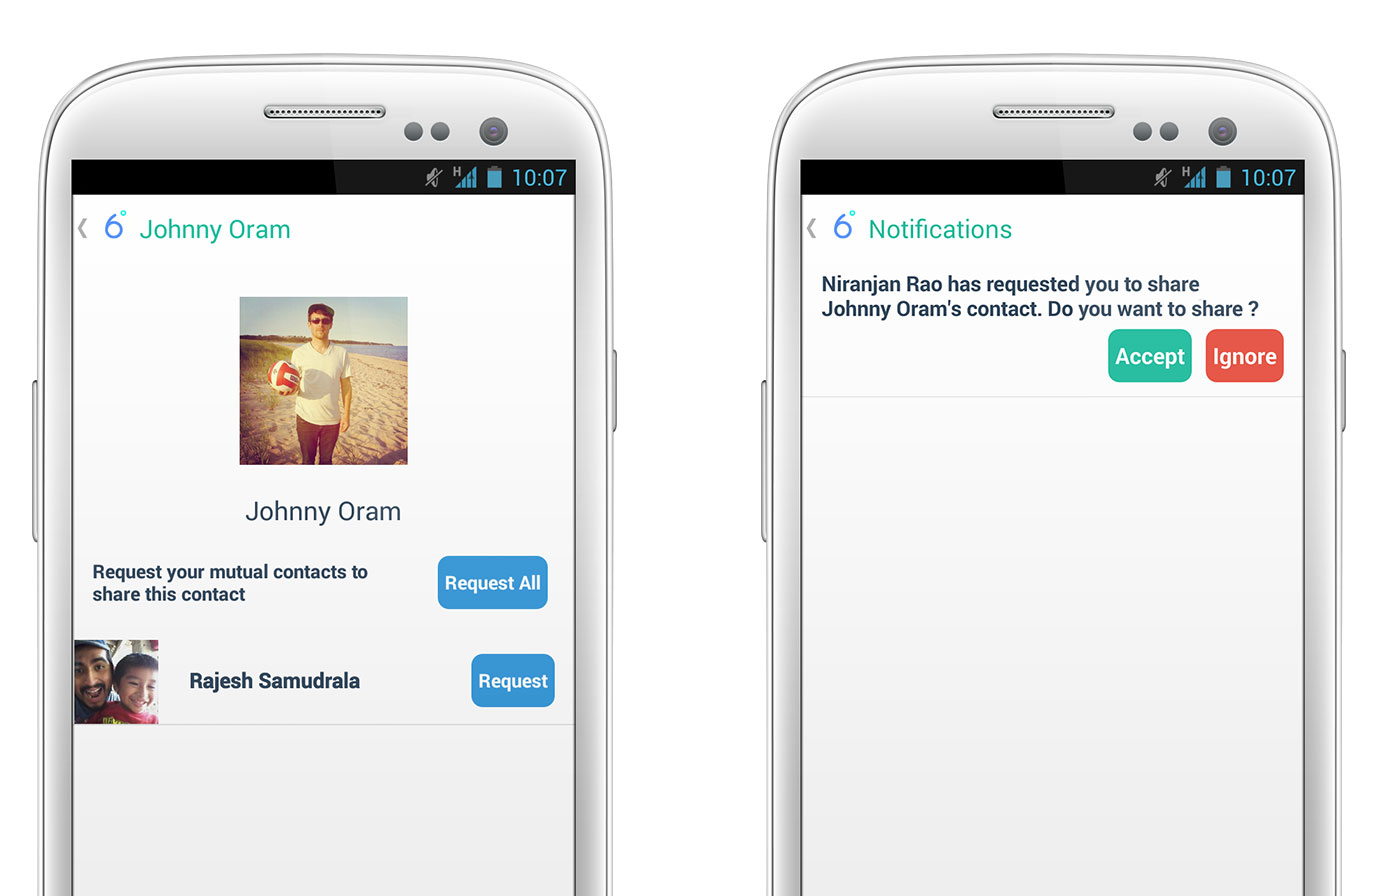 H 10:07
6° Johnny Oram
Johnny Oram
Request your mutual contacts to
share this contact
Request All
Rajesh Samudrala
Request
H 10:07
6° Notifications
Niranjan Rao has requested you to share
Johnny Oram's contact. Do you want to share ?
Accept Ignore